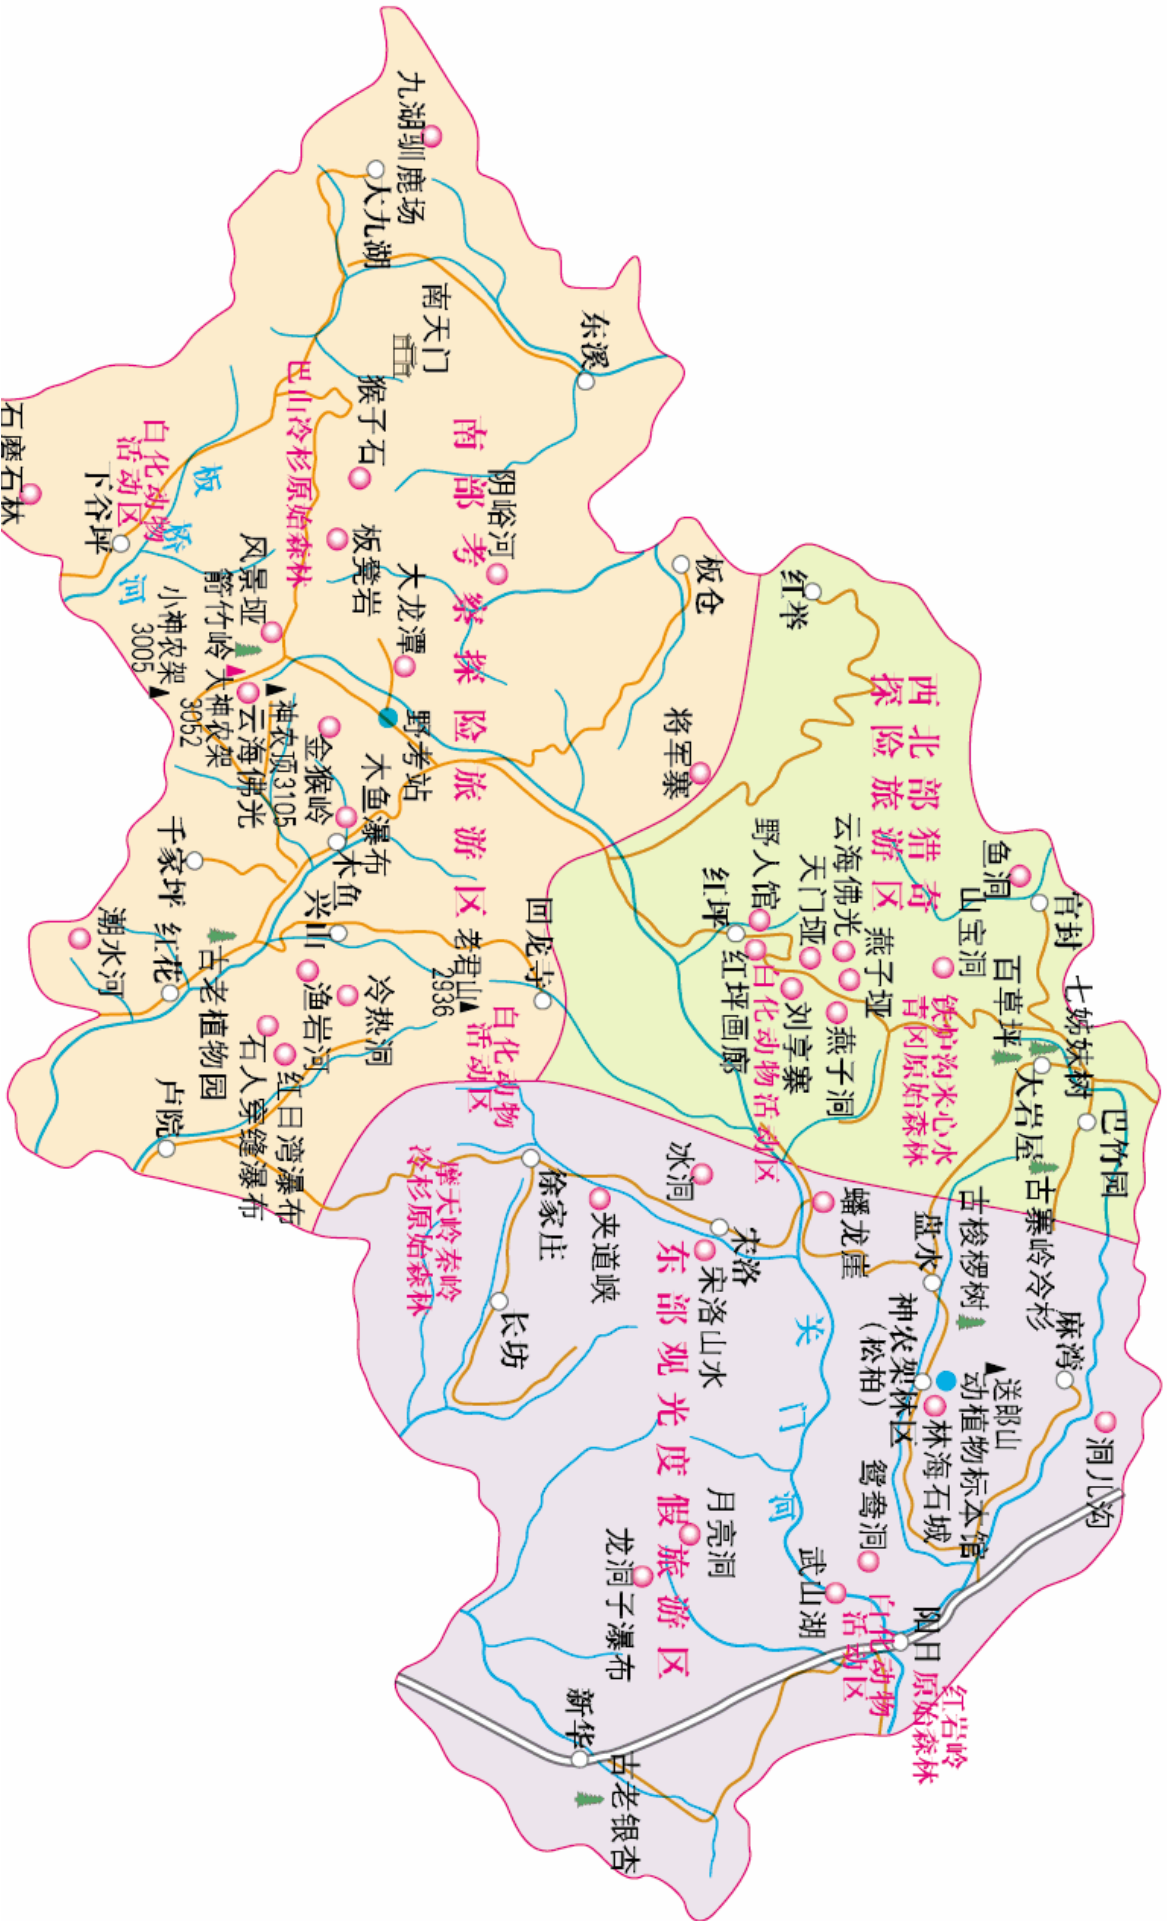 九湖驯鹿场
大九湖
南天门
东溪
猴子石
巴山冷杉原始森林
南部考察探险旅游区
阴峪河
板仓
石磨石林
白化动物
活动区
下谷坪
板桥河
板凳岩
大龙潭
风景垭
箭竹岭
小神农架
3005
大神农架
3052
神农顶3105
云海佛光
金猴岭
野考站
木鱼瀑布
木鱼
将军寨
千家坪
兴山
红花
潮水河
古老植物园
渔岩河
冷热洞
老君山
2936
回龙寺
白化动物
活动区
石人穿缝瀑布
红日湾瀑布
卢院
红举
西北部猎奇
探险旅游区
鱼洞
官封
山宝洞
野人馆
云海佛光
天门垭
燕子垭
红坪
红坪画廊
白化动物活动区
刘享寨
燕子洞
百草坪
七姊妹树
铁炉沟米心水
青冈原始森林
大岩屋
巴竹园
古寨岭冷杉
古梭椤树
盘水
蟠龙崖
冰洞
宋洛
宋洛山水
徐家庄
夹道峡
摩天岭秦岭
冷杉原始森林
长坊
东部观光度假旅游区
关门河
神农架林区
(松柏)
送郎山
动植物标本馆
林海石城
麻湾
洞儿沟
鸳鸯洞
月亮洞
龙洞子瀑布
武山湖
阳日
白化动物
活动区
红岩岭
原始森林
新华
古老银杏